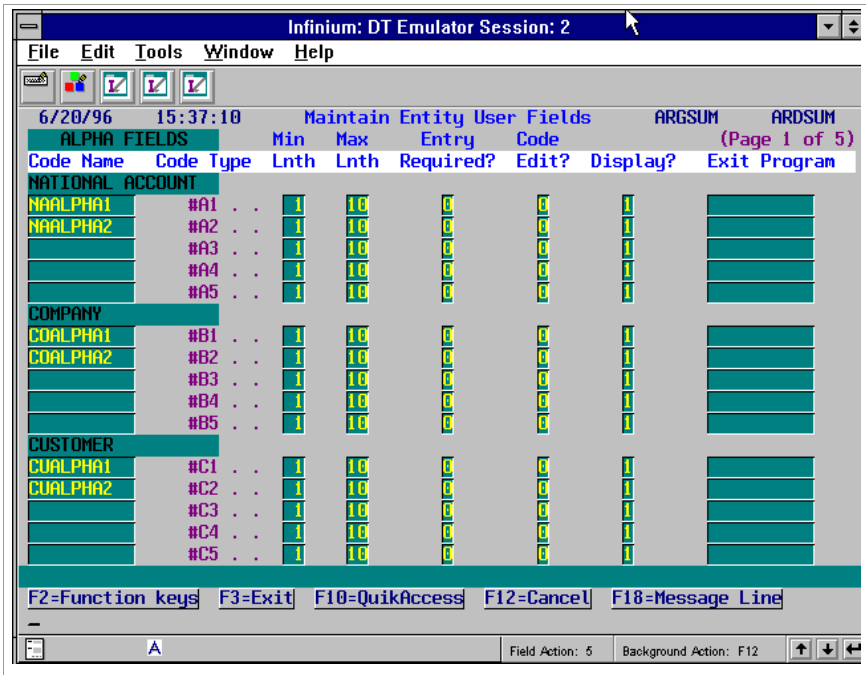 Infinium: DT Emulator Session: 2
File Edit Tools Window Help
6/20/96 15:37:10 Maintain Entity User Fields ARGSUM ARDSUM
ALPHA FIELDS Min Max Entry Code (Page 1 of 5)
Code Name Code Type Lnth Lnth Required? Edit? Display? Exit Program
NATIONAL ACCOUNT
NAALPHA1 #A1 . . 1 10 0 0 1
NAALPHA2 #A2 . . 1 10 0 0 1
#A3 . . 1 10 0 0 1
#A4 . . 1 10 0 0 1
#A5 . . 1 10 0 0 1
COMPANY
COALPHA1 #B1 . . 1 10 0 0 1
COALPHA2 #B2 . . 1 10 0 0 1
#B3 . . 1 10 0 0 1
#B4 . . 1 10 0 0 1
#B5 . . 1 10 0 0 1
CUSTOMER
CUALPHA1 #C1 . . 1 10 0 0 1
CUALPHA2 #C2 . . 1 10 0 0 1
#C3 . . 1 10 0 0 1
#C4 . . 1 10 0 0 1
#C5 . . 1 10 0 0 1
F2=Function keys F3=Exit F10=QuikAccess F12=Cancel F18=Message Line
A Field Action: 5 Background Action: F12